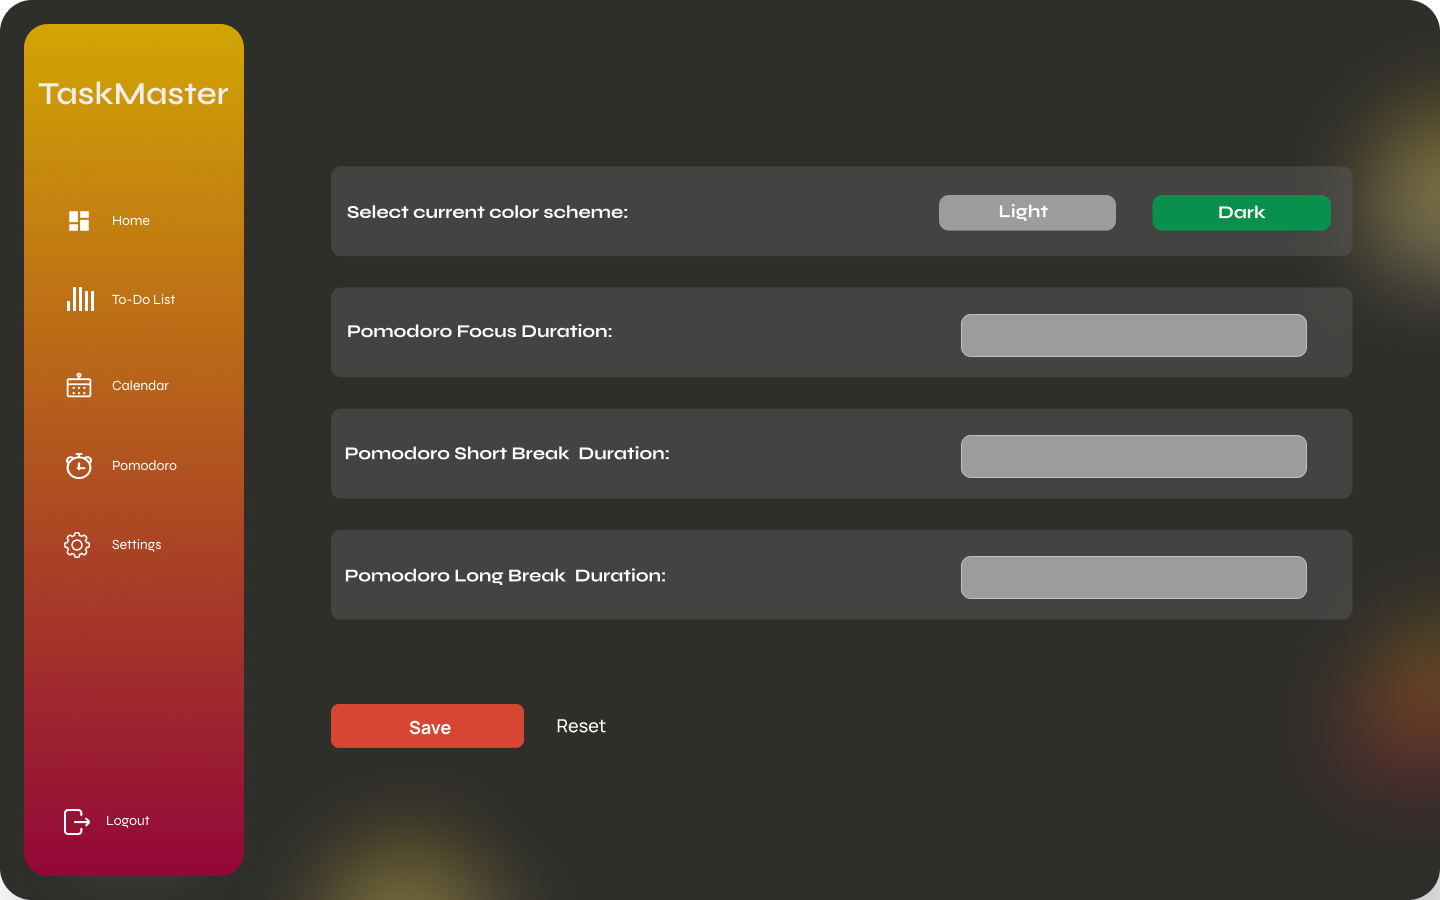 TaskMaster
Home
To-Do List
Calendar
Pomodoro
Settings
Logout
Select current color scheme:
Light
Dark
Pomodoro Focus Duration:
Pomodoro Short Break  Duration:
Pomodoro Long Break  Duration:
Save
Reset